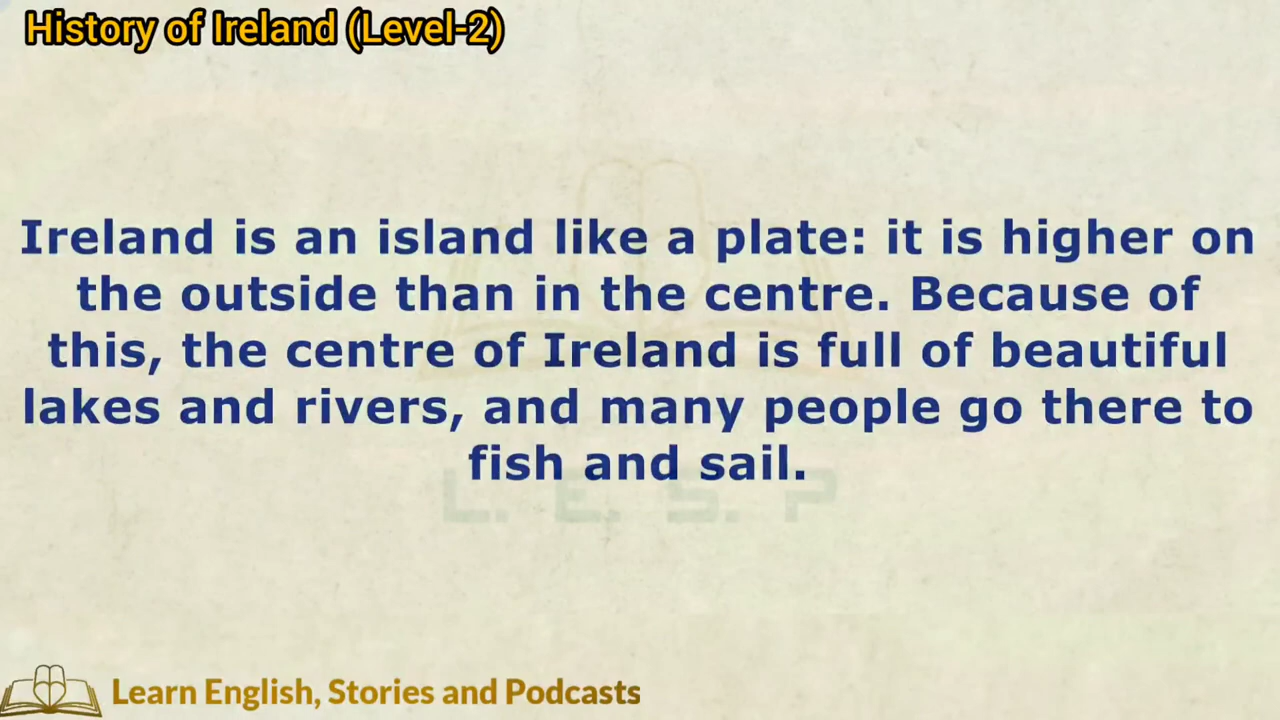 History of Ireland (Level-2)
Ireland is an island like a plate: it is higher on
the outside than in the centre. Because of
this, the centre of Ireland is full of beautiful
lakes and rivers, and many people go there to
fish and sail.
L. E. S. P
Learn English, Stories and Podcasts